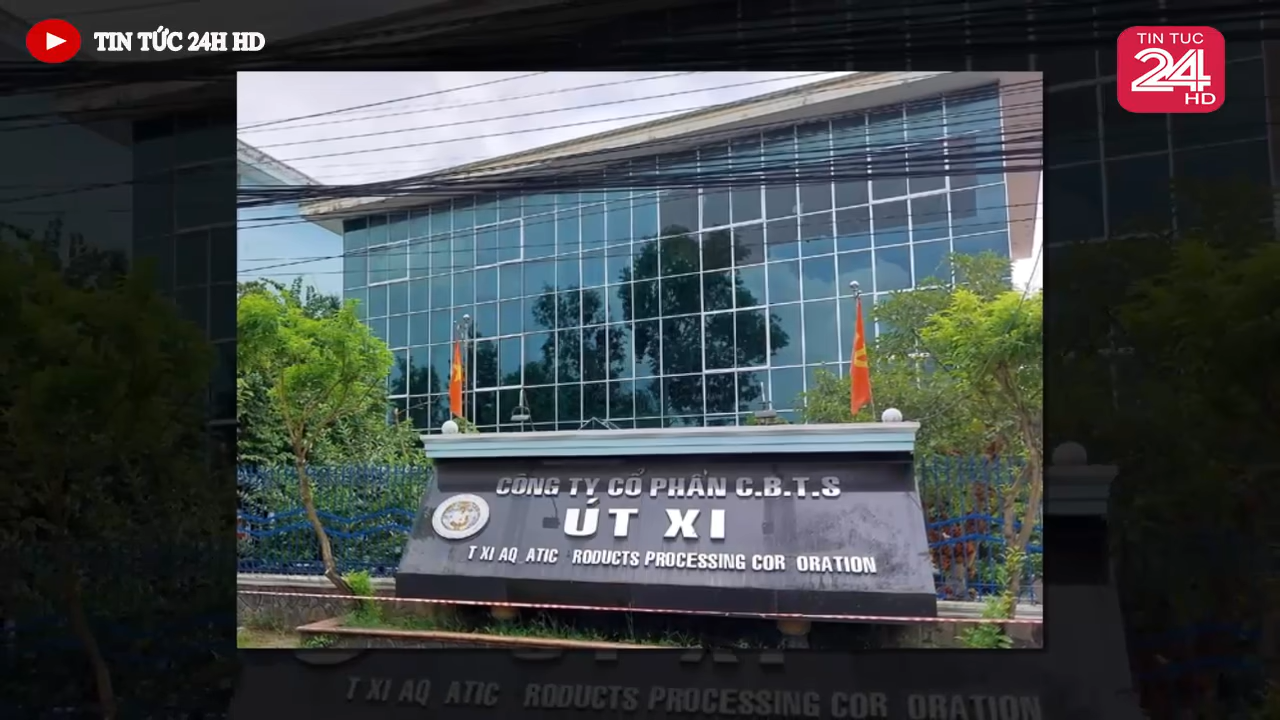 TIN TỨC 24H HD
TIN TUC
24
HD
CÔNG TY CỔ PHẦN C.B.T.S
ÚT XI
T XI AQ ATIC RODUCTS PROCESSING COR ORATION
T XI AQ ATIC RODUCTS PROCESSING COR ORATION